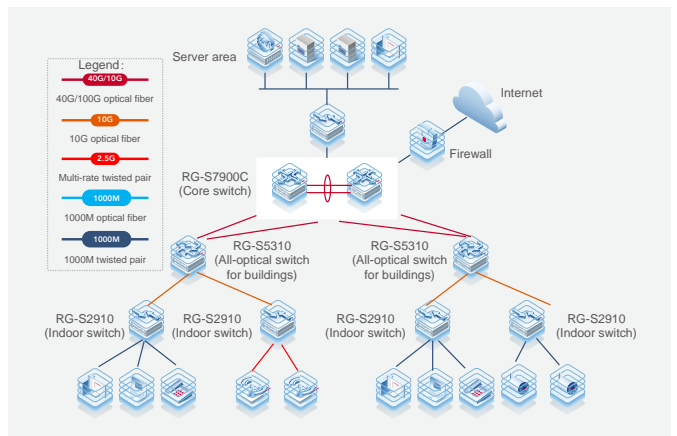 Server area
Legend:
40G/10G
40G/100G optical fiber
10G
10G optical fiber
2.5G
Multi-rate twisted pair
1000M
1000M optical fiber
1000M
1000M twisted pair
Internet
Firewall
RG-S7900C
(Core switch)
RG-S5310
(All-optical switch
for buildings)
RG-S5310
(All-optical switch
for buildings)
RG-S2910
(Indoor switch)
RG-S2910
(Indoor switch)
RG-S2910
(Indoor switch)
RG-S2910
(Indoor switch)